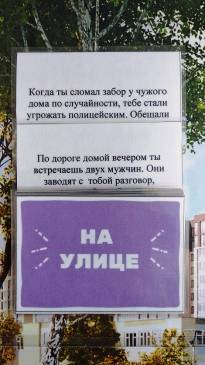 Когда ты сломал забор у чужого
дома по случайности, тебе стали
угрожать полицейским. Обещали
По дороге домой вечером ты
встречаешь двух мужчин. Они
заводят с тобой разговор,
НА
УЛИЦЕ